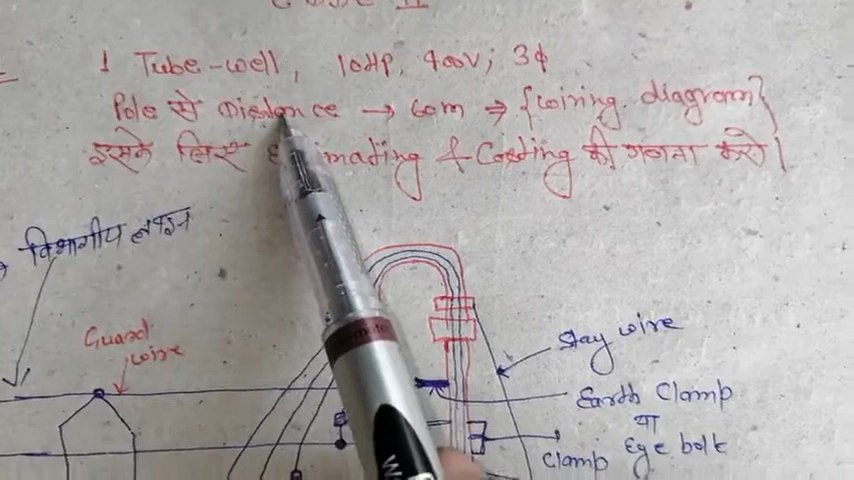 1 Tube-well, 10HP, 400V; 3ϕ
Pole से Distance → 60m ⇒ {wiring diagram}
इसके लिए Estimating & Costing की गणना करो।
विभागीय लाइन
Guard
wire
Stay wire
Earth Clamp
या
Clamp Eye bolt